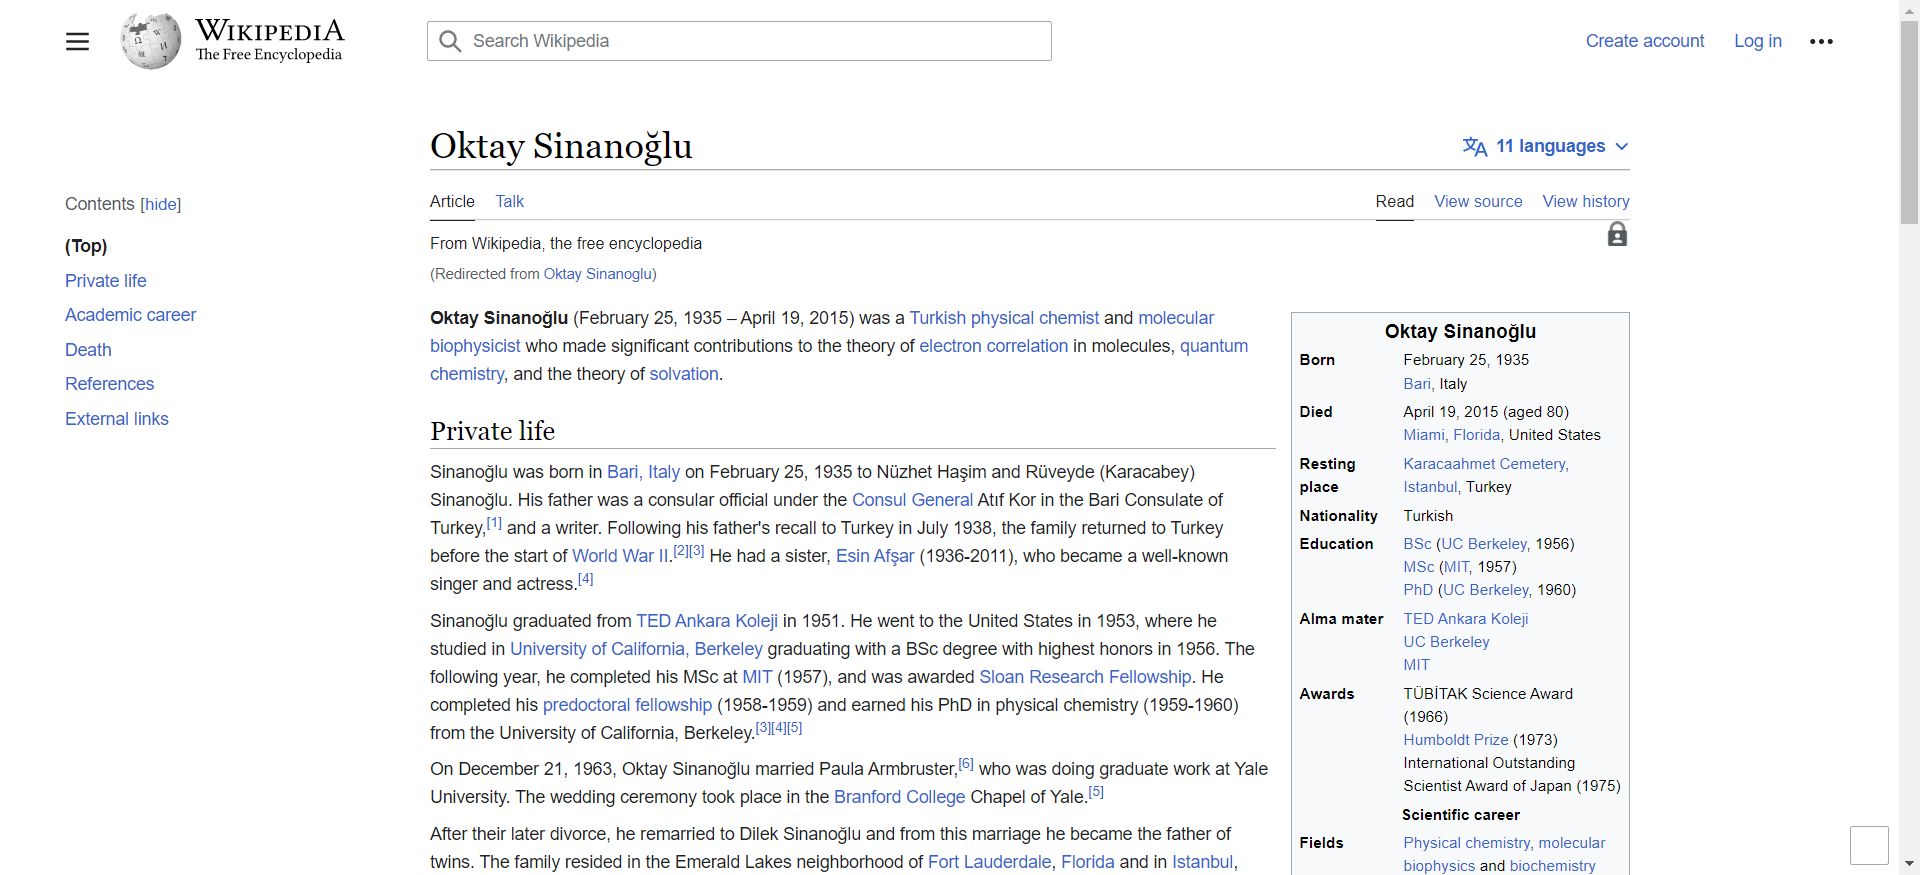 WIKIPEDIA
The Free Encyclopedia
Search Wikipedia
Create account
Log in
Oktay Sinanoğlu
11 languages
Article
Talk
Read
View source
View history
Contents [hide]
(Top)
Private life
Academic career
Death
References
External links
From Wikipedia, the free encyclopedia
(Redirected from Oktay Sinanoglu)
Oktay Sinanoğlu (February 25, 1935 – April 19, 2015) was a Turkish physical chemist and molecular
biophysicist who made significant contributions to the theory of electron correlation in molecules, quantum
chemistry, and the theory of solvation.
Private life
Sinanoğlu was born in Bari, Italy on February 25, 1935 to Nüzhet Haşim and Rüveyde (Karacabey)
Sinanoğlu. His father was a consular official under the Consul General Atıf Kor in the Bari Consulate of
Turkey,[1] and a writer. Following his father's recall to Turkey in July 1938, the family returned to Turkey
before the start of World War II.[2][3] He had a sister, Esin Afşar (1936-2011), who became a well-known
singer and actress.[4]
Sinanoğlu graduated from TED Ankara Koleji in 1951. He went to the United States in 1953, where he
studied in University of California, Berkeley graduating with a BSc degree with highest honors in 1956. The
following year, he completed his MSc at MIT (1957), and was awarded Sloan Research Fellowship. He
completed his predoctoral fellowship (1958-1959) and earned his PhD in physical chemistry (1959-1960)
from the University of California, Berkeley.[3][4][5]
On December 21, 1963, Oktay Sinanoğlu married Paula Armbruster,[6] who was doing graduate work at Yale
University. The wedding ceremony took place in the Branford College Chapel of Yale.[5]
After their later divorce, he remarried to Dilek Sinanoğlu and from this marriage he became the father of
twins. The family resided in the Emerald Lakes neighborhood of Fort Lauderdale, Florida and in Istanbul,
Oktay Sinanoğlu
Born February 25, 1935
Bari, Italy
Died April 19, 2015 (aged 80)
Miami, Florida, United States
Resting Karacaahmet Cemetery,
place Istanbul, Turkey
Nationality Turkish
Education BSc (UC Berkeley, 1956)
MSc (MIT, 1957)
PhD (UC Berkeley, 1960)
Alma mater TED Ankara Koleji
UC Berkeley
MIT
Awards TÜBİTAK Science Award
(1966)
Humboldt Prize (1973)
International Outstanding
Scientist Award of Japan (1975)
Scientific career
Fields Physical chemistry, molecular
biophysics and biochemistry